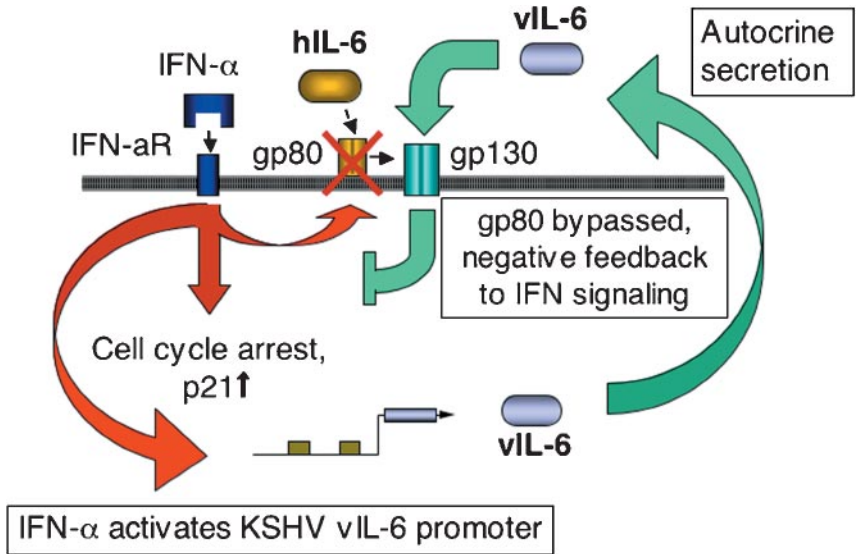 IFN-α
hIL-6
vIL-6
Autocrine
secretion
IFN-aR
gp80
gp130
gp80 bypassed,
negative feedback
to IFN signaling
Cell cycle arrest,
p21⬆
vIL-6
IFN-α activates KSHV vIL-6 promoter